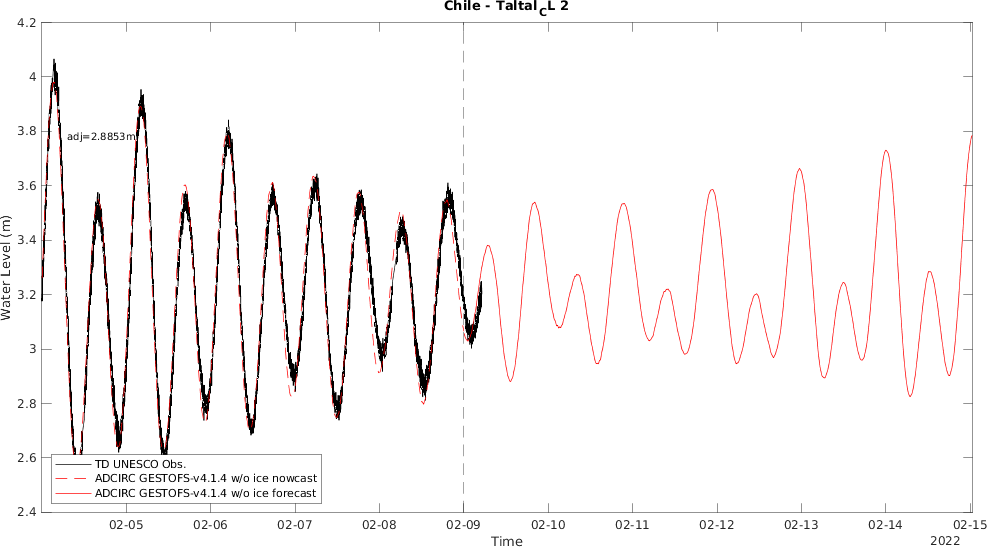 Chile - Taltal_CL 2
4.2
4
3.8
3.6
3.4
3.2
3
2.8
2.6
2.4
Water Level (m)
adj=2.8853m
TD UNESCO Obs.
ADCIRC GESTOFS-v4.1.4 w/o ice nowcast
ADCIRC GESTOFS-v4.1.4 w/o ice forecast
02-05 02-06 02-07 02-08 02-09 02-10 02-11 02-12 02-13 02-14 02-15
Time
2022